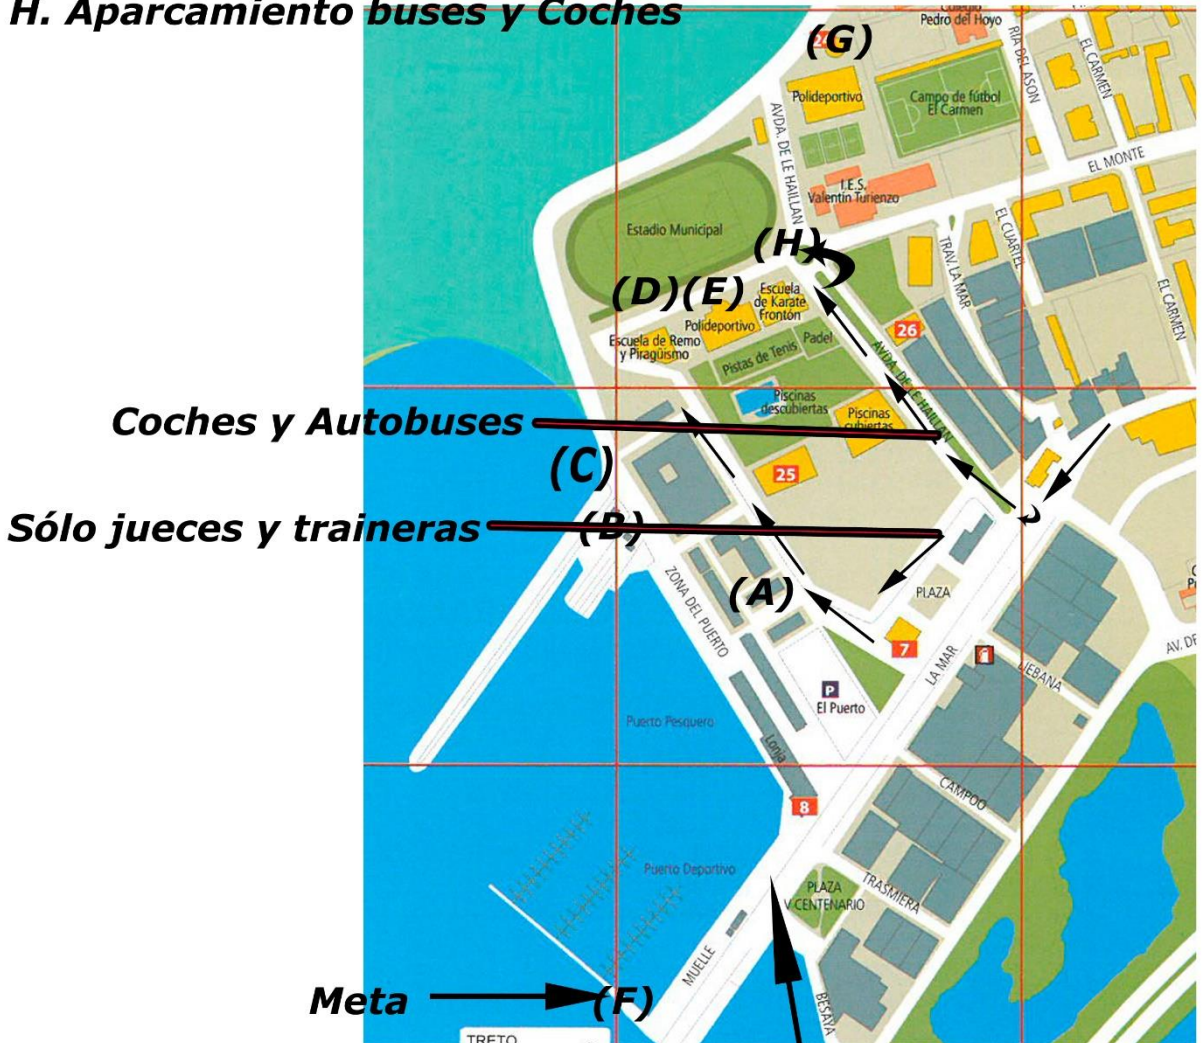 H. Aparcamiento buses y Coches
(G)
Pedro del Hoyo
RIA DEL ASON
EL CARMEN
Polideportivo
Campo de fútbol
El Carmen
AVDA. DE LE HAILLAN
EL MONTE
I.E.S.
Valentín Turienzo
Estadio Municipal
(H)
TRAV. LA MAR
EL CUARTEL
EL CARMEN
(D) (E)
Escuela
de Karate
Frontón
Polideportivo
Escuela de Remo
y Piragüismo
Padel
Pistas de Tenis
26
AVDA. DE LE HAILLAN
Piscinas
descubiertas
Piscinas
cubiertas
Coches y Autobuses
(C)
25
Sólo jueces y traineras
(B)
ZONA DEL PUERTO
(A)
PLAZA
7
LA MAR
LIEBANA
AV. DE
P
El Puerto
Puerto Pesquero
Lonja
8
CAMPOO
Puerto Deportivo
PLAZA
V CENTENARIO
TRASMIERA
MUELLE
BESAYA
Meta
(F)
TRETO